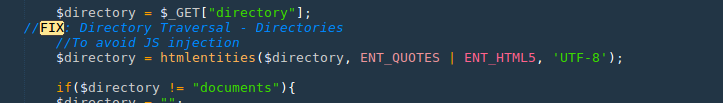 $directory = $_GET["directory"];
//FIX: Directory Traversal - Directories
//To avoid JS injection
$directory = htmlentities($directory, ENT_QUOTES | ENT_HTML5, 'UTF-8');
if($directory != "documents"){
$directory = "";